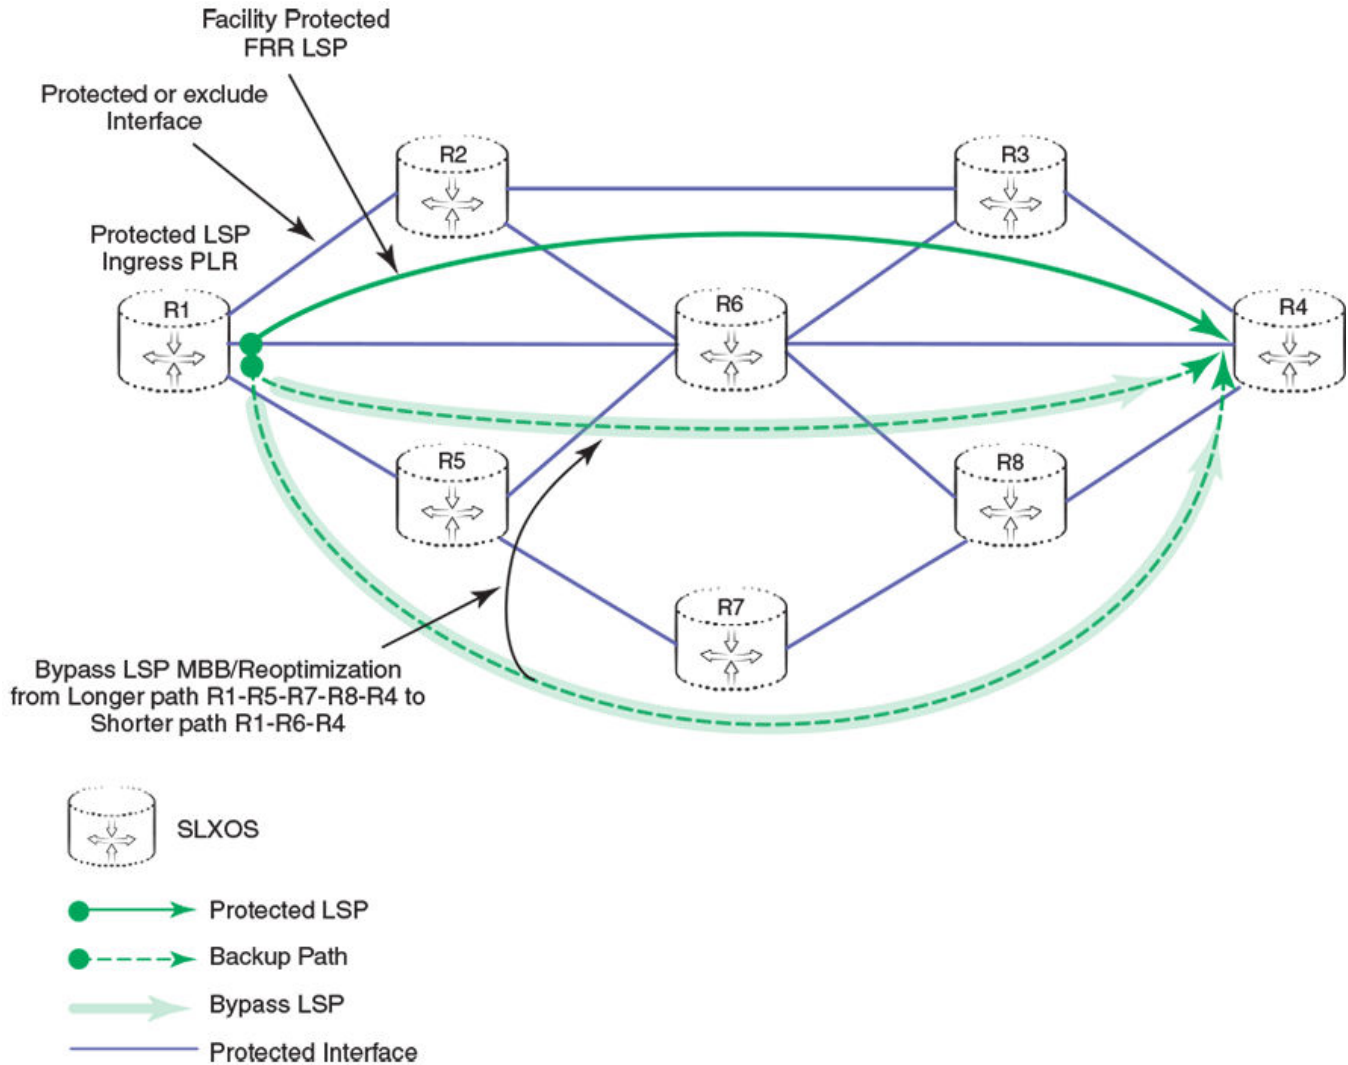 Facility Protected
FRR LSP
Protected or exclude
Interface
R2
R3
Protected LSP
Ingress PLR
R1
R6
R4
R5
R8
R7
Bypass LSP MBB/Reoptimization
from Longer path R1-R5-R7-R8-R4 to
Shorter path R1-R6-R4
SLXOS
Protected LSP
Backup Path
Bypass LSP
Protected Interface